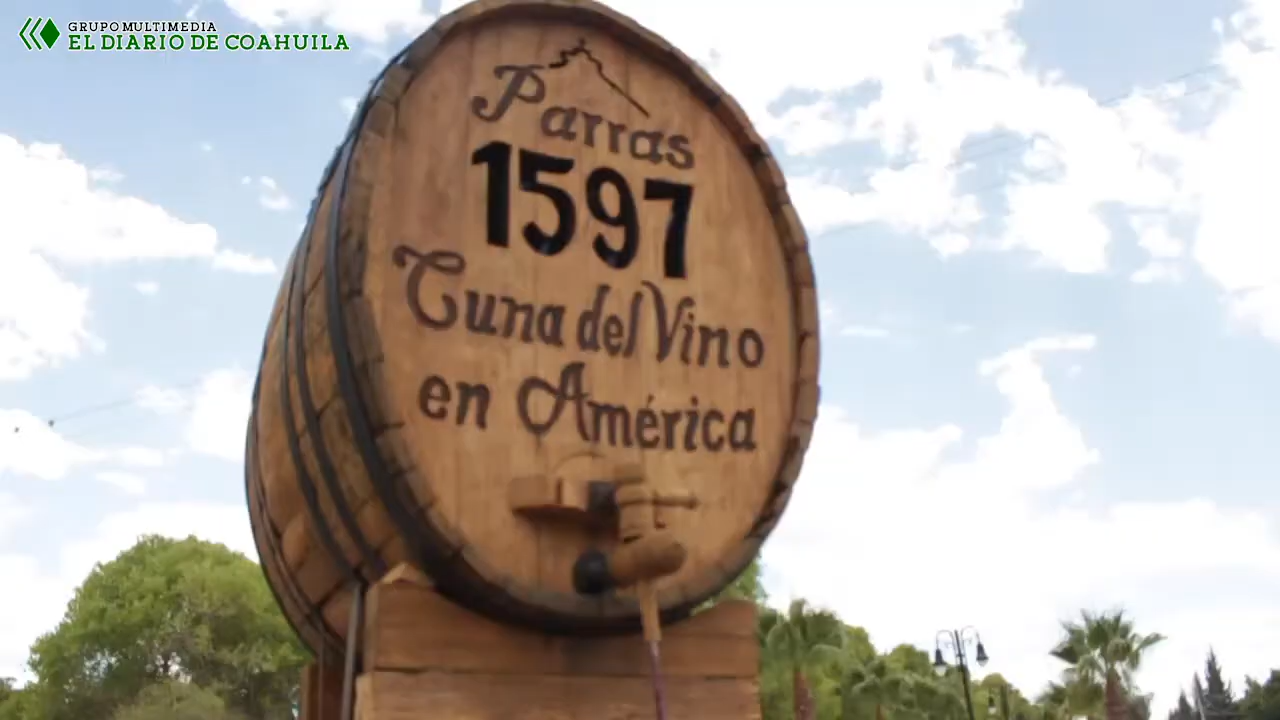 GRUPO MULTIMEDIA
EL DIARIO DE COAHUILA
Parras
1597
Cuna del Vino
en América